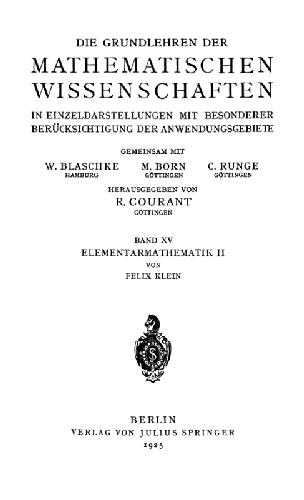 DIE GRUNDLEHREN DER
MATHEMATISCHEN
WISSENSCHAFTEN
IN EINZELDARSTELLUNGEN MIT BESONDERER
BERÜCKSICHTIGUNG DER ANWENDUNGSGEBIETE
GEMEINSAM MIT
W. BLASCHKE M. BORN C. RUNGE
HAMBURG GÖTTINGEN GÖTTINGEN
HERAUSGEGEBEN VON
R. COURANT
GÖTTINGEN
BAND XV
ELEMENTARMATHEMATIK II
VON
FELIX KLEIN
BERLIN
VERLAG VON JULIUS SPRINGER
1925